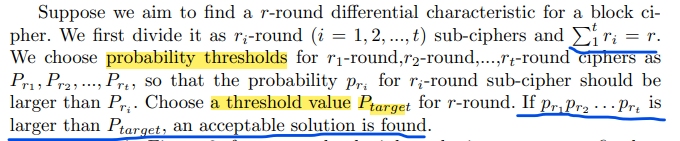 Suppose we aim to find a r-round differential characteristic for a block ci-
pher. We first divide it as rᵢ-round (i = 1, 2, ..., t) sub-ciphers and ∑₁ᵗ rᵢ = r.
We choose probability thresholds for r₁-round,r₂-round,...,rₜ-round ciphers as
P_{r₁}, P_{r₂}, ..., P_{rₜ}, so that the probability p_{rᵢ} for rᵢ-round sub-cipher should be
larger than P_{rᵢ}. Choose a threshold value P_{target} for r-round. If p_{r₁}p_{r₂} . . . p_{rₜ} is
larger than P_{target}, an acceptable solution is found.